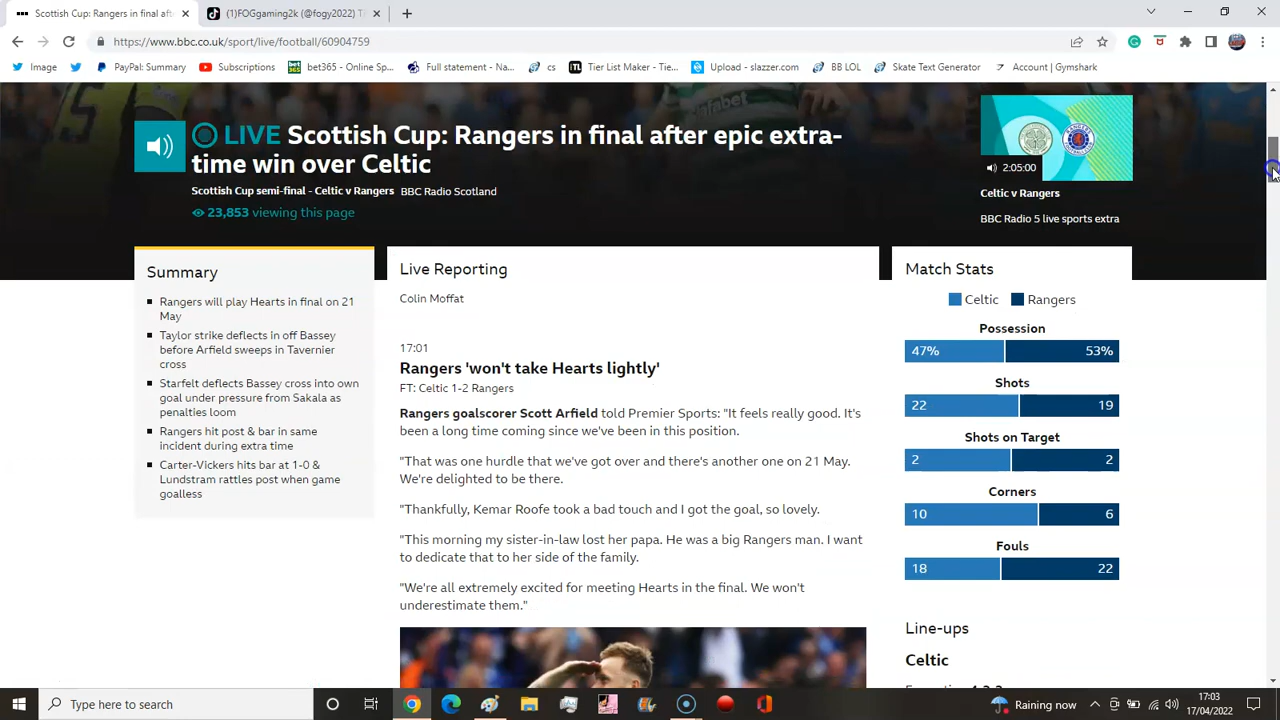 Scottish Cup: Rangers in final afte
(1)FOGgaming2k (@fogy2022) T
https://www.bbc.co.uk/sport/live/football/60904759
Image
Twitter
PayPal: Summary
Subscriptions
bet365 - Online Sp...
Full statement - Na...
cs
Tier List Maker - Tie...
Upload - slazzer.com
BB LOL
Skate Text Generator
Account | Gymshark
LIVE Scottish Cup: Rangers in final after epic extra-
time win over Celtic
Scottish Cup semi-final - Celtic v Rangers BBC Radio Scotland
23,853 viewing this page
2:05:00
Celtic v Rangers
BBC Radio 5 live sports extra
Summary
Rangers will play Hearts in final on 21
May
Taylor strike deflects in off Bassey
before Arfield sweeps in Tavernier
cross
Starfelt deflects Bassey cross into own
goal under pressure from Sakala as
penalties loom
Rangers hit post & bar in same
incident during extra time
Carter-Vickers hits bar at 1-0 &
Lundstram rattles post when game
goalless
Live Reporting
Colin Moffat
17:01
Rangers 'won't take Hearts lightly'
FT: Celtic 1-2 Rangers
Rangers goalscorer Scott Arfield told Premier Sports: "It feels really good. It's
been a long time coming since we've been in this position.
"That was one hurdle that we've got over and there's another one on 21 May.
We're delighted to be there.
"Thankfully, Kemar Roofe took a bad touch and I got the goal, so lovely.
"This morning my sister-in-law lost her papa. He was a big Rangers man. I want
to dedicate that to her side of the family.
"We're all extremely excited for meeting Hearts in the final. We won't
underestimate them."
Match Stats
Celtic Rangers
Possession
47% 53%
Shots
22 19
Shots on Target
2 2
Corners
10 6
Fouls
18 22
Line-ups
Celtic
Type here to search
Raining now
17:03
17/04/2022